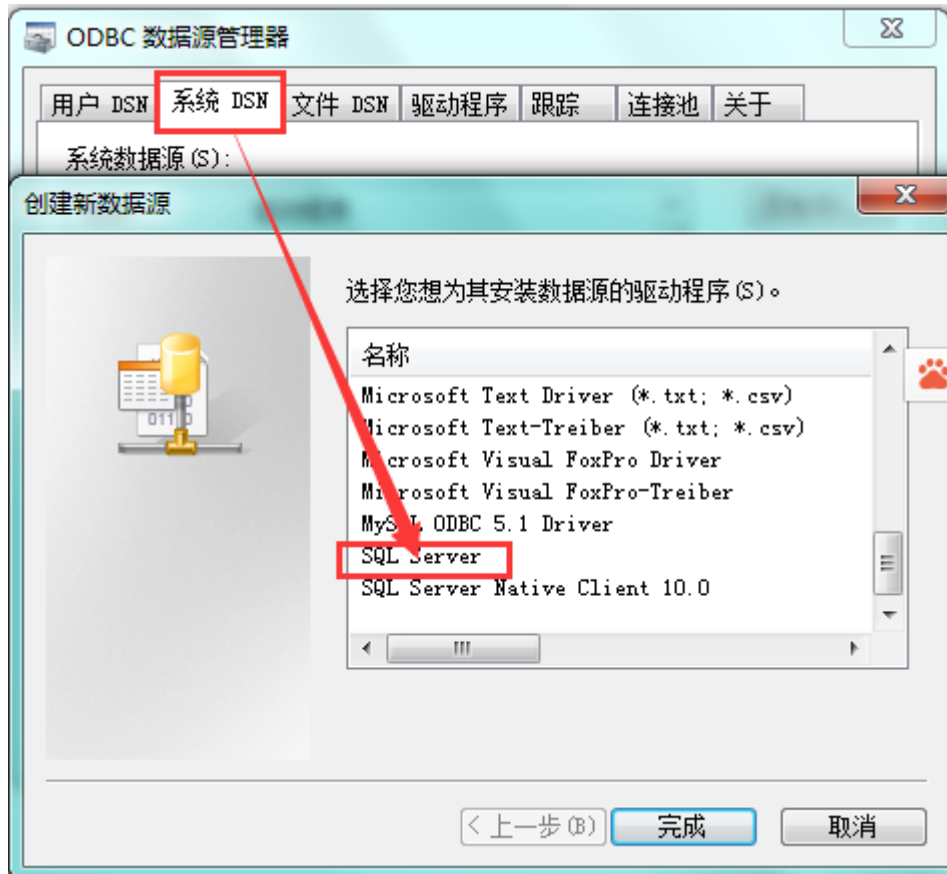 ODBC 数据源管理器
用户 DSN 系统 DSN 文件 DSN 驱动程序 跟踪 连接池 关于
系统数据源(S):
创建新数据源
选择您想为其安装数据源的驱动程序(S)。
名称
Microsoft Text Driver (*.txt; *.csv)
Microsoft Text-Treiber (*.txt; *.csv)
Microsoft Visual FoxPro Driver
Microsoft Visual FoxPro-Treiber
MySQL ODBC 5.1 Driver
SQL Server
SQL Server Native Client 10.0
< 上一步(B) 完成 取消